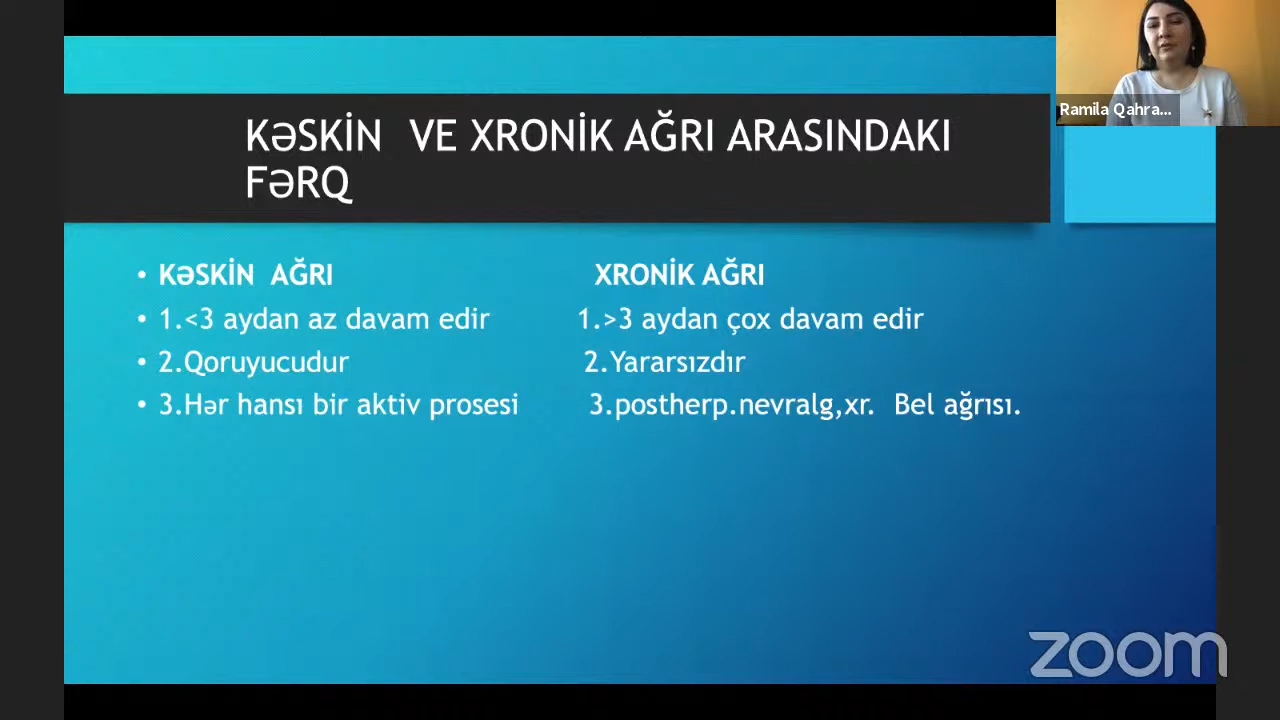 Ramila Qahra...
KƏSKİN VE XRONİK AĞRI ARASINDAKI
FƏRQ
• KƏSKİN AĞRI XRONİK AĞRI
• 1.<3 aydan az davam edir 1.>3 aydan çox davam edir
• 2.Qoruyucudur 2.Yararsızdır
• 3.Hər hansı bir aktiv prosesi 3.postherp.nevralg,xr. Bel ağrısı.
zoom